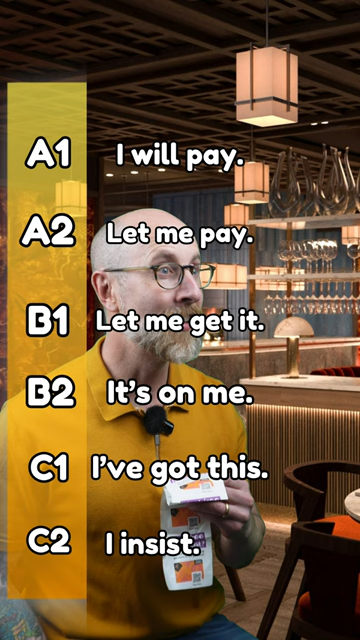 A1 I will pay.
A2 Let me pay.
B1 Let me get it.
B2 It's on me.
C1 I've got this.
C2 I insist.